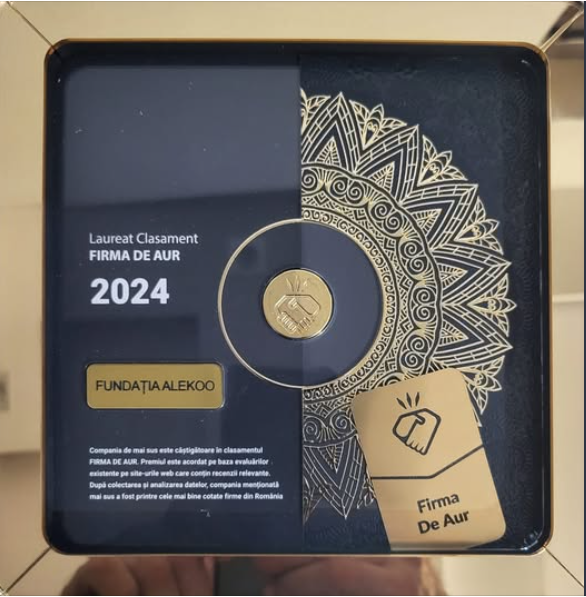 Laureat Clasament
FIRMA DE AUR
2024
FUNDAȚIA ALEKOO
Compania de mai sus este câștigătoare în clasamentul
FIRMA DE AUR. Premiul este acordat pe baza evaluărilor
existente pe site-urile web care conțin recenzii relevante.
După colectarea și analizarea datelor, compania menționată
mai sus a fost printre cele mai bine cotate firme din România
Firma
De Aur